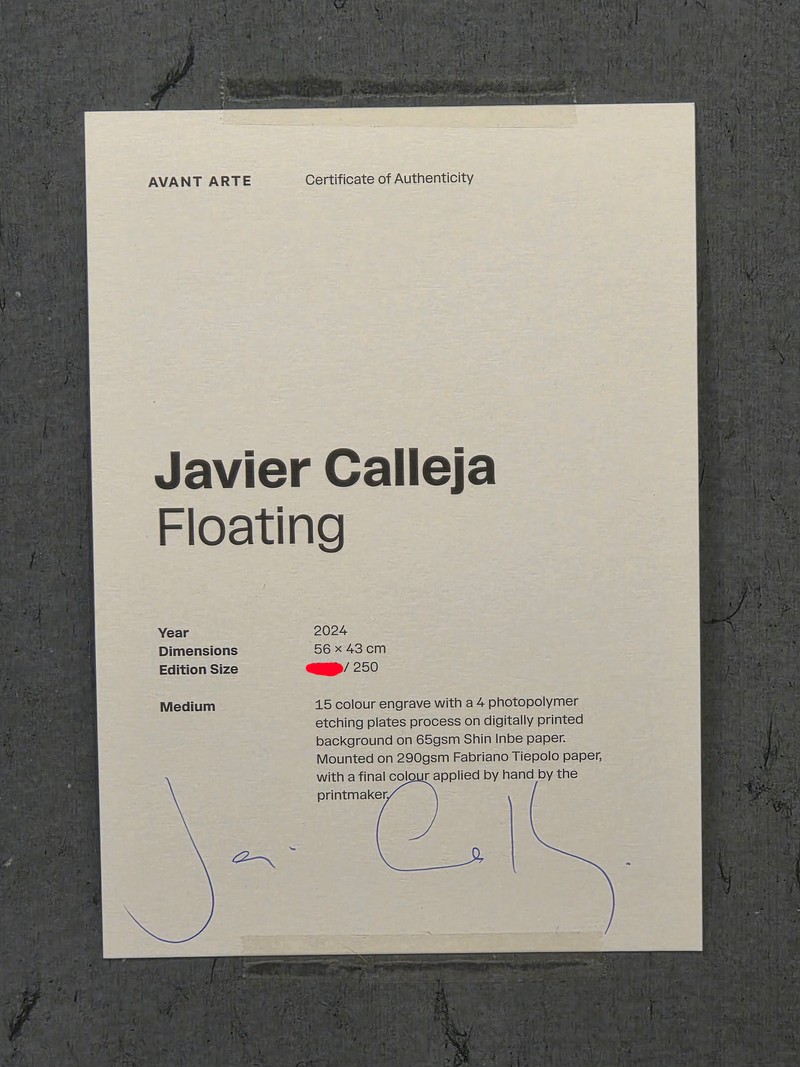 AVANT ARTE
Certificate of Authenticity
Javier Calleja
Floating
Year 2024
Dimensions 56 × 43 cm
Edition Size / 250
Medium 15 colour engrave with a 4 photopolymer
etching plates process on digitally printed
background on 65gsm Shin Inbe paper.
Mounted on 290gsm Fabriano Tiepolo paper,
with a final colour applied by hand by the
printmaker.